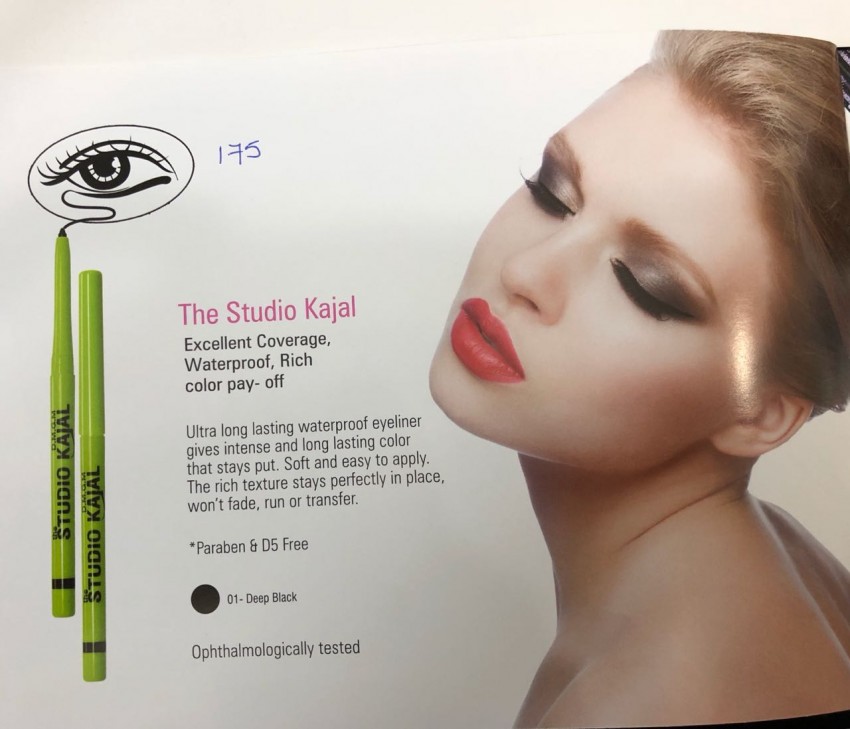 175
The Studio Kajal
Excellent Coverage,
Waterproof, Rich
color pay- off
Ultra long lasting waterproof eyeliner
gives intense and long lasting color
that stays put. Soft and easy to apply.
The rich texture stays perfectly in place,
won't fade, run or transfer.
*Paraben & D5 Free
01- Deep Black
Ophthalmologically tested
the STUDIO KAJAL
the STUDIO KAJAL